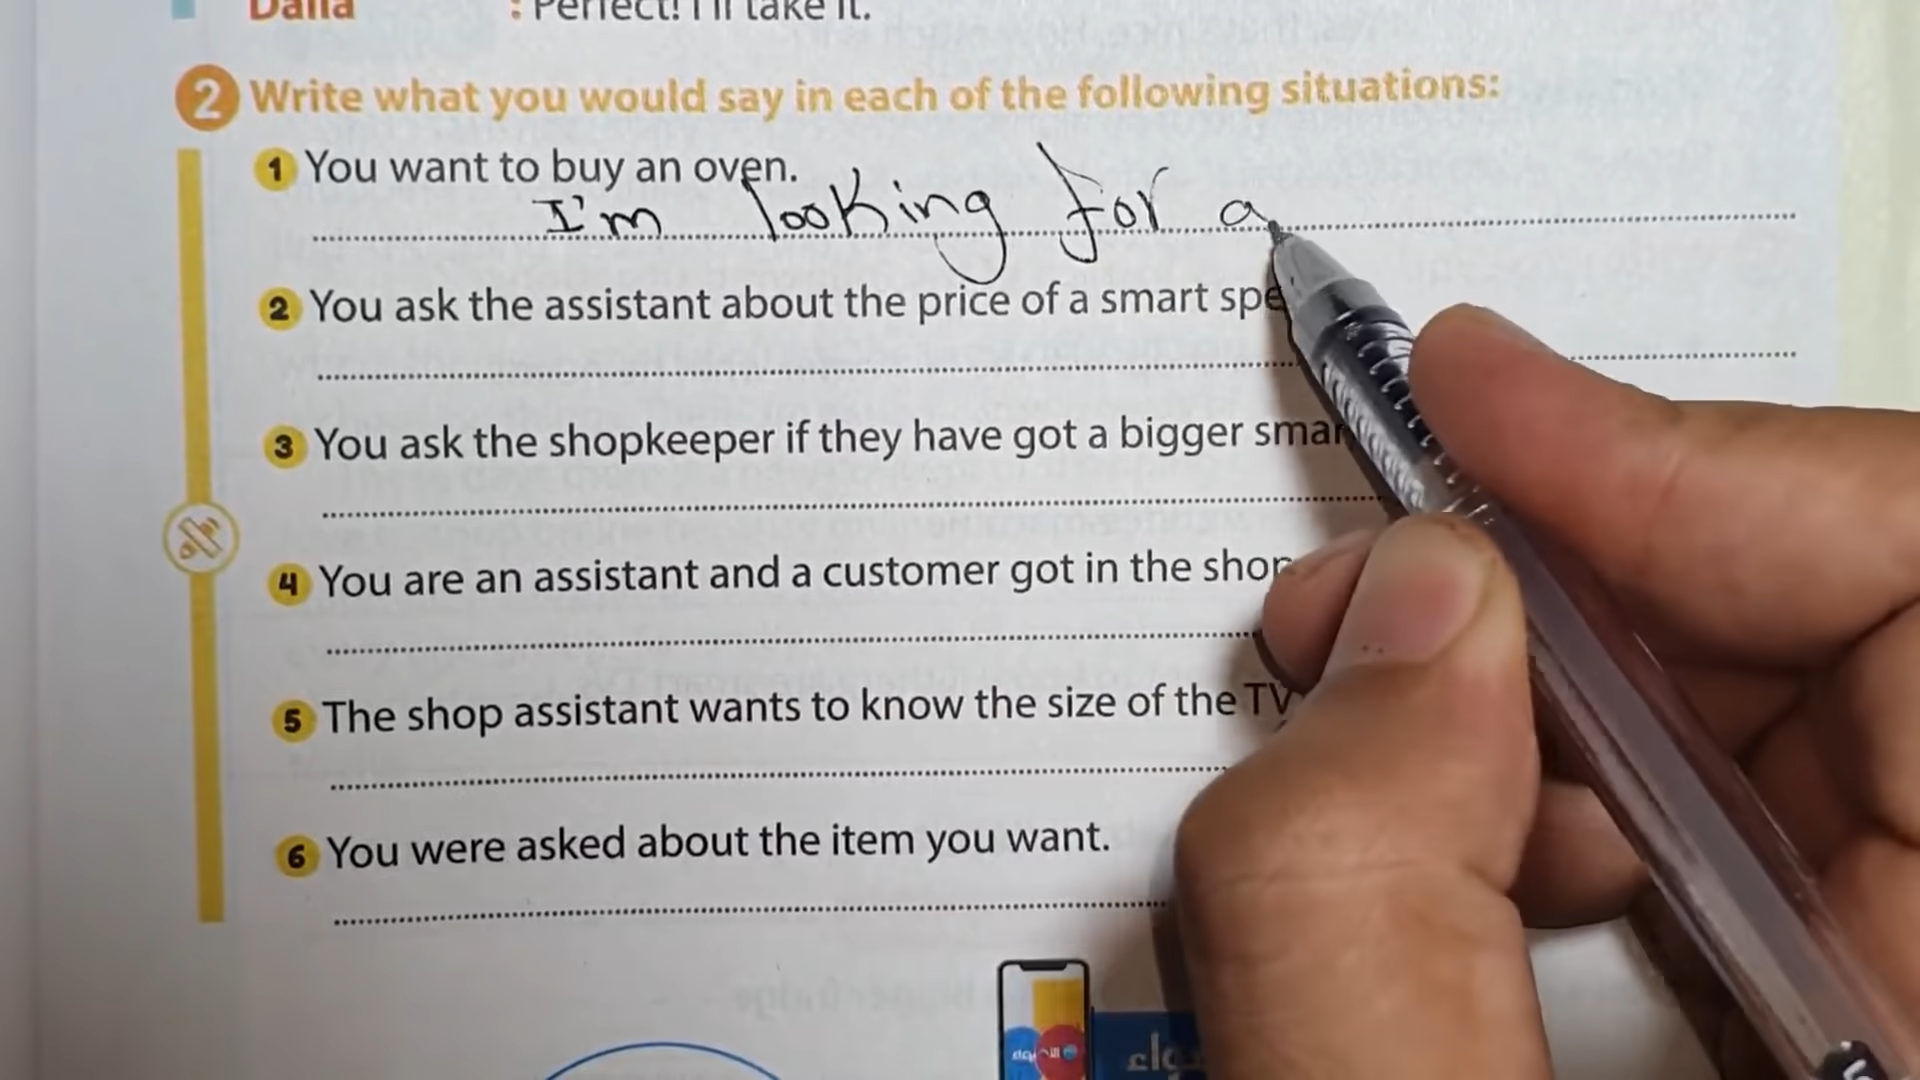 Dalia : Perfect! I'll take it.
2 Write what you would say in each of the following situations:
1 You want to buy an oven.
I'm looking for a
2 You ask the assistant about the price of a smart spe
3 You ask the shopkeeper if they have got a bigger smar
4 You are an assistant and a customer got in the shop
5 The shop assistant wants to know the size of the TV
6 You were asked about the item you want.